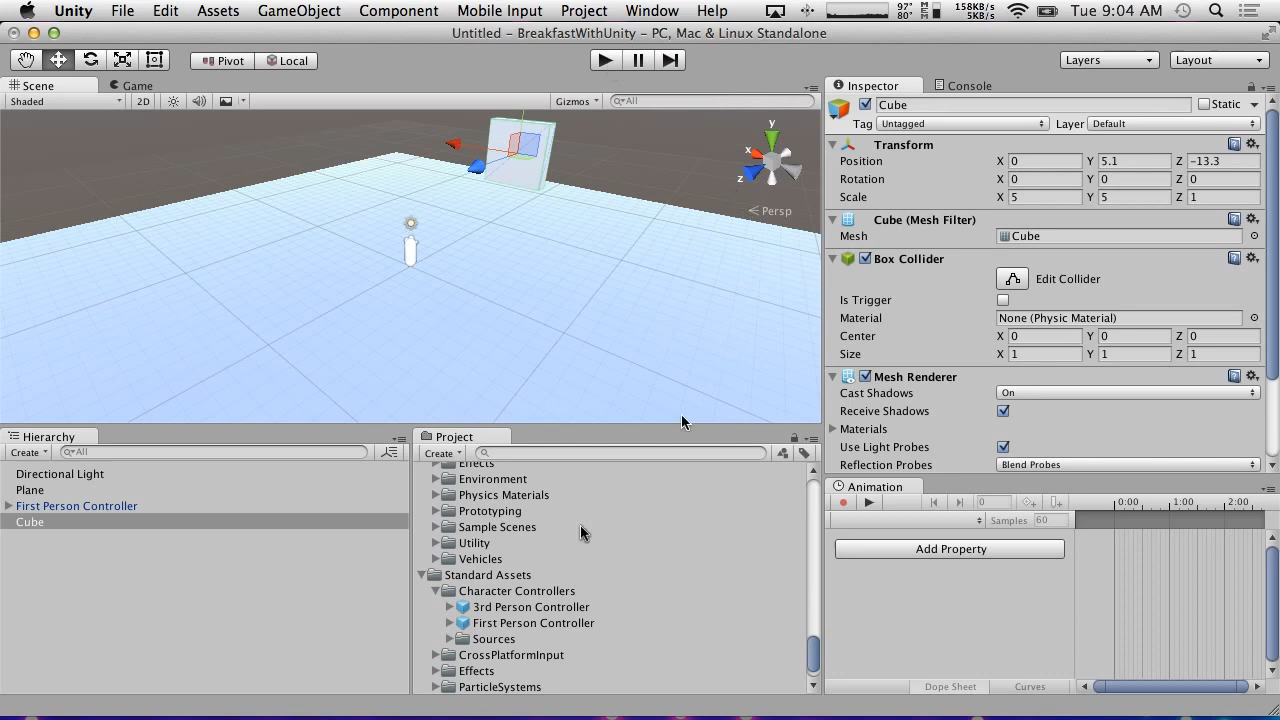 Unity File Edit Assets GameObject Component Mobile Input Project Window Help 97° 80° MEM 158KB/s 5KB/s Tue 9:04 AM
Untitled – BreakfastWithUnity – PC, Mac & Linux Standalone
Pivot Local Layers Layout
Scene Game
Shaded 2D Gizmos All
y
x
z
Persp
Hierarchy
Create All
Directional Light
Plane
First Person Controller
Cube
Project
Create
Effects
Environment
Physics Materials
Prototyping
Sample Scenes
Utility
Vehicles
Standard Assets
Character Controllers
3rd Person Controller
First Person Controller
Sources
CrossPlatformInput
Effects
ParticleSystems
Inspector Console
Cube Static
Tag Untagged Layer Default
Transform
Position X 0 Y 5.1 Z -13.3
Rotation X 0 Y 0 Z 0
Scale X 5 Y 5 Z 1
Cube (Mesh Filter)
Mesh Cube
Box Collider
Edit Collider
Is Trigger
Material None (Physic Material)
Center X 0 Y 0 Z 0
Size X 1 Y 1 Z 1
Mesh Renderer
Cast Shadows On
Receive Shadows
Materials
Use Light Probes
Reflection Probes Blend Probes
Animation
0 0:00 1:00 2:00
Samples 60
Add Property
Dope Sheet Curves